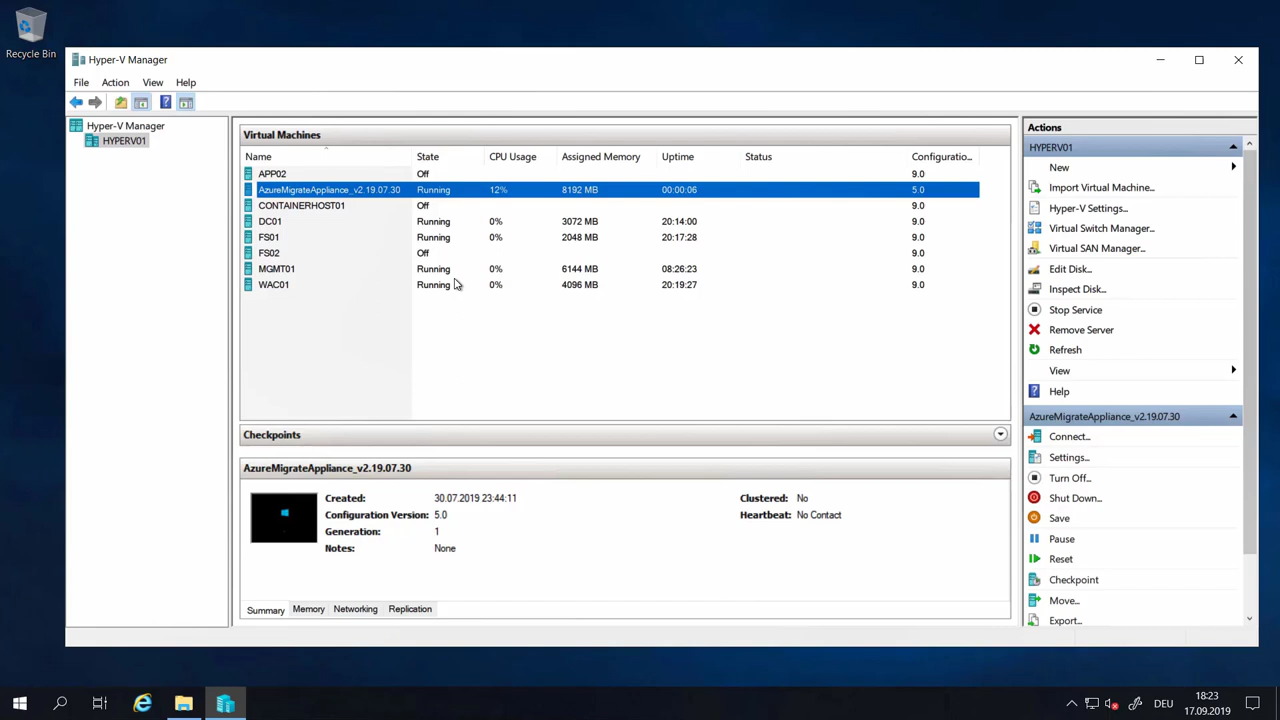 Recycle Bin
Hyper-V Manager
File Action View Help
Hyper-V Manager
HYPERV01
Virtual Machines
Name State CPU Usage Assigned Memory Uptime Status Configuratio...
APP02 Off 9.0
AzureMigrateAppliance_v2.19.07.30 Running 12% 8192 MB 00:00:06 5.0
CONTAINERHOST01 Off 9.0
DC01 Running 0% 3072 MB 20:14:00 9.0
FS01 Running 0% 2048 MB 20:17:28 9.0
FS02 Off 9.0
MGMT01 Running 0% 6144 MB 08:26:23 9.0
WAC01 Running 0% 4096 MB 20:19:27 9.0
Checkpoints
AzureMigrateAppliance_v2.19.07.30
Created: 30.07.2019 23:44:11 Clustered: No
Configuration Version: 5.0 Heartbeat: No Contact
Generation: 1
Notes: None
Summary Memory Networking Replication
Actions
HYPERV01
New
Import Virtual Machine...
Hyper-V Settings...
Virtual Switch Manager...
Virtual SAN Manager...
Edit Disk...
Inspect Disk...
Stop Service
Remove Server
Refresh
View
Help
AzureMigrateAppliance_v2.19.07.30
Connect...
Settings...
Turn Off...
Shut Down...
Save
Pause
Reset
Checkpoint
Move...
Export...
DEU
18:23
17.09.2019